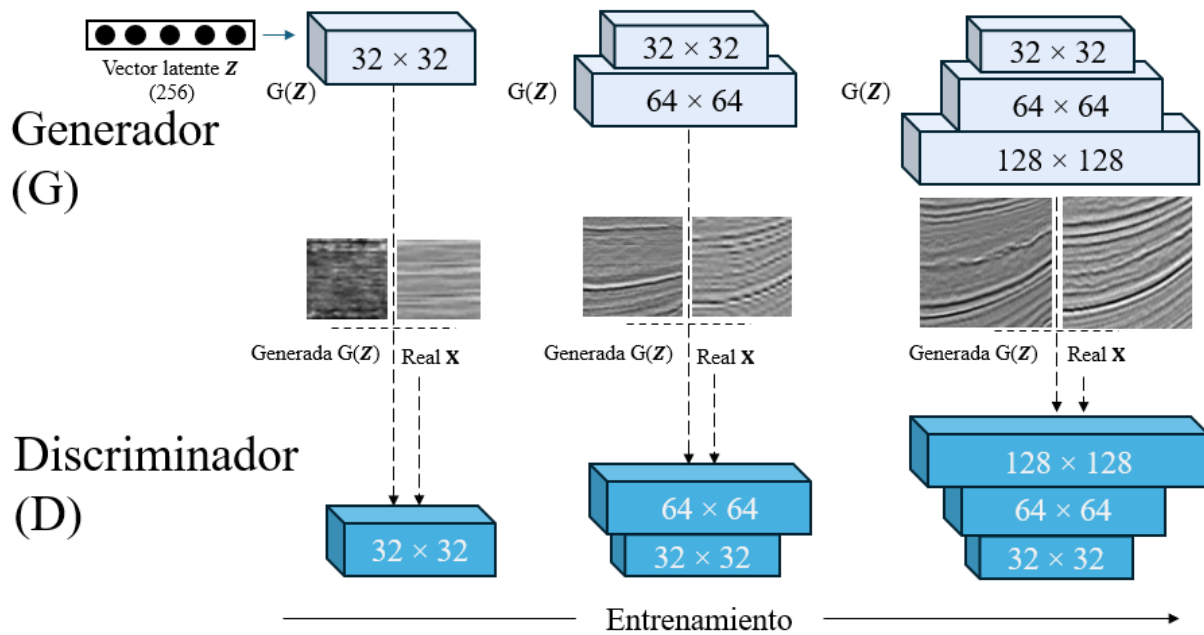 32 × 32
32 × 32
32 × 32
Vector latente Z
(256)
G(Z)
G(Z)
64 × 64
G(Z)
64 × 64
128 × 128
Generador
(G)
Generada G(Z)
Real X
Generada G(Z)
Real X
Generada G(Z)
Real X
Discriminador
(D)
32 × 32
64 × 64
32 × 32
128 × 128
64 × 64
32 × 32
Entrenamiento